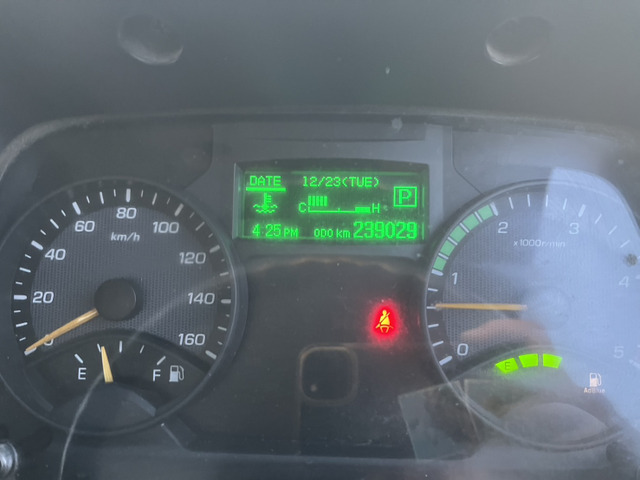 DATE 12/23(TUE)
P
C H
4:25 PM ODO km 239029
0 20 40 60 80 100 120 140 160
km/h
E F
0 1 2 3 4 5
x1000r/min
E